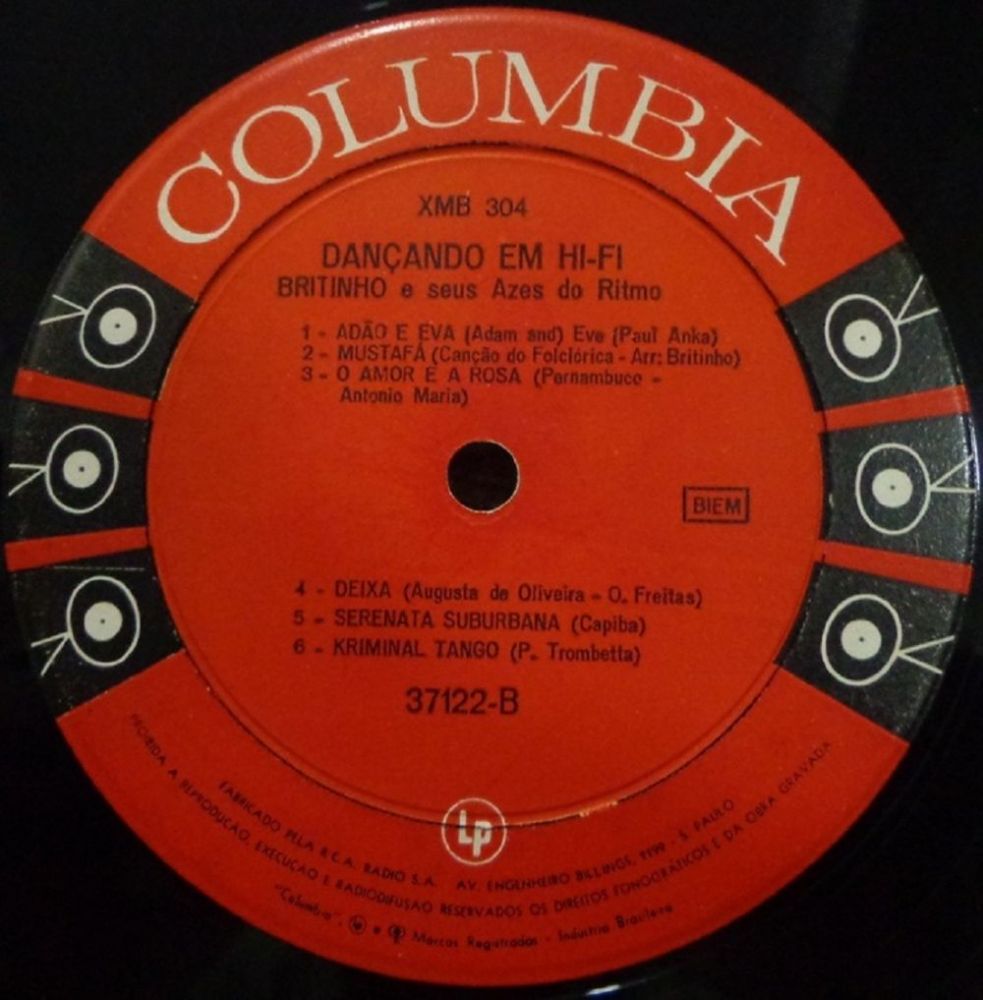 COLUMBIA
XMB 304
DANÇANDO EM HI-FI
BRITINHO e seus Azes do Ritmo
1 - ADÃO E EVA (Adam and) Eve (Paul Anka)
2 - MUSTAFÁ (Canção do Folclórica - Arr: Britinho)
3 - O AMOR E A ROSA (Pernambuco -
Antonio Maria)
BIEM
4 - DEIXA (Augusta de Oliveira - O. Freitas)
5 - SERENATA SUBURBANA (Capiba)
6 - KRIMINAL TANGO (P. Trombetta)
37122-B
Lp
FABRICADO PELA R.C.A. RADIO S.A. AV. ENGENHEIRO BILLINGS, - S. PAULO
PROIBIDA A REPRODUÇÃO, EXECUÇÃO E RADIODIFUSÃO RESERVADOS OS DIREITOS FONOGRÁFICOS E DA OBRA GRAVADA
"Columbia", e Marcas Registradas - Indústria Brasileira